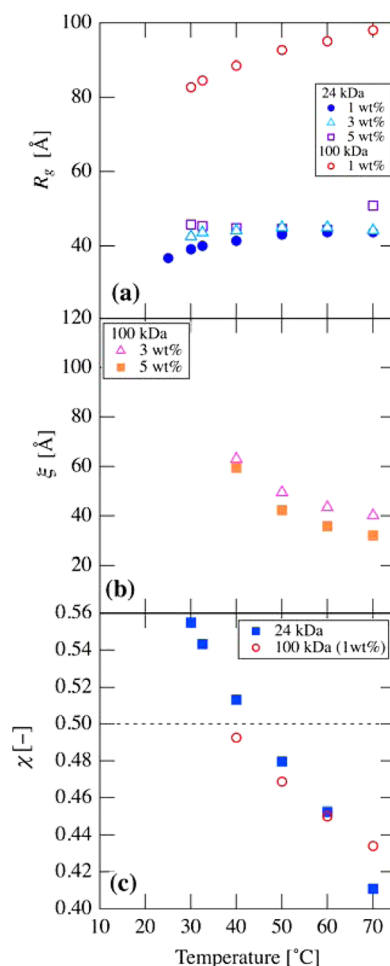 100
80
60
40
R_g [Å]
24 kDa
1 wt%
3 wt%
5 wt%
100 kDa
1 wt%
(a)
120
100
80
60
40
20
ξ [Å]
100 kDa
3 wt%
5 wt%
(b)
0.56
0.54
0.52
0.50
0.48
0.46
0.44
0.42
0.40
χ [−]
24 kDa
100 kDa (1wt%)
(c)
10 20 30 40 50 60 70
Temperature [˚C]